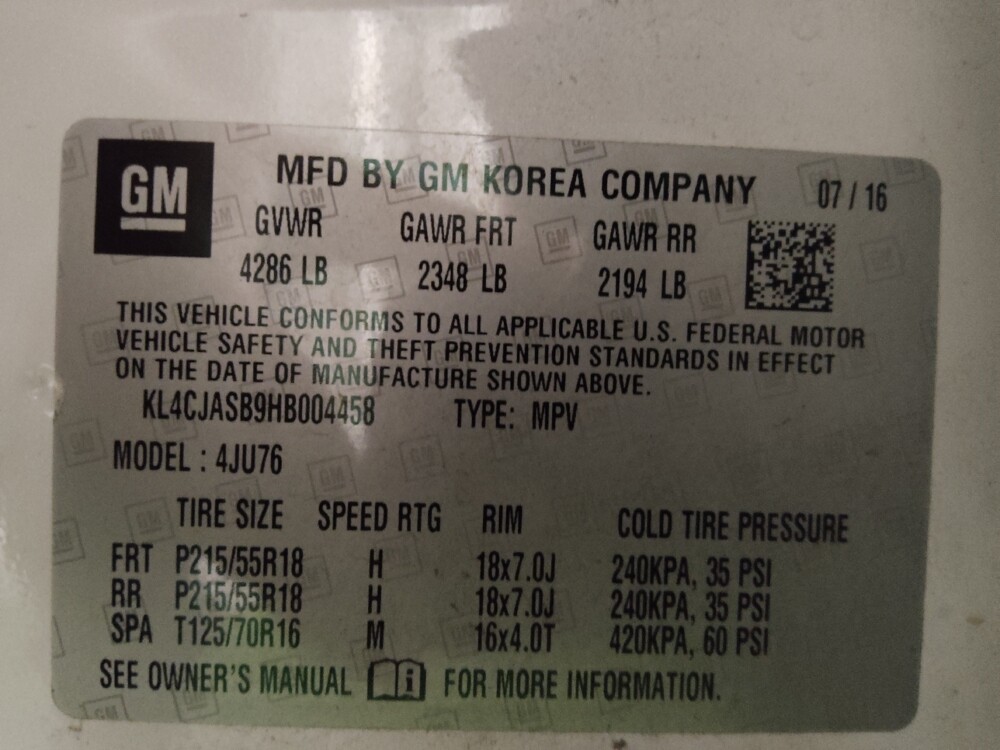 GM MFD BY GM KOREA COMPANY 07 / 16
GVWR GAWR FRT GAWR RR
4286 LB 2348 LB 2194 LB
THIS VEHICLE CONFORMS TO ALL APPLICABLE U.S. FEDERAL MOTOR
VEHICLE SAFETY AND THEFT PREVENTION STANDARDS IN EFFECT
ON THE DATE OF MANUFACTURE SHOWN ABOVE.
KL4CJASB9HB004458 TYPE: MPV
MODEL : 4JU76
TIRE SIZE SPEED RTG RIM COLD TIRE PRESSURE
FRT P215/55R18 H 18x7.0J 240KPA, 35 PSI
RR P215/55R18 H 18x7.0J 240KPA, 35 PSI
SPA T125/70R16 M 16x4.0T 420KPA, 60 PSI
SEE OWNER'S MANUAL i FOR MORE INFORMATION.